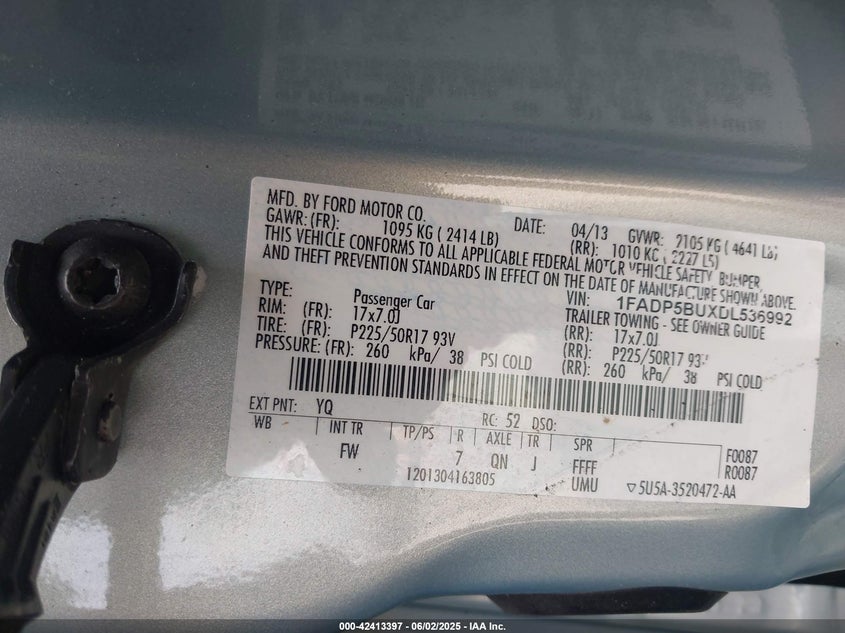 MFD. BY FORD MOTOR CO.
DATE: 04/13 GVWR: 2105 KG ( 4641 LB)
GAWR: (FR): 1095 KG ( 2414 LB) (RR): 1010 KG ( 2227 LB)
THIS VEHICLE CONFORMS TO ALL APPLICABLE FEDERAL MOTOR VEHICLE SAFETY, BUMPER,
AND THEFT PREVENTION STANDARDS IN EFFECT ON THE DATE OF MANUFACTURE SHOWN ABOVE.
VIN: 1FADP5BUXDL536992
TYPE: Passenger Car TRAILER TOWING - SEE OWNER GUIDE
RIM: (FR): 17x7.0J (RR): 17x7.0J
TIRE: (FR): P225/50R17 93V (RR): P225/50R17 93
PRESSURE: (FR): 260 kPa/ 38 PSI COLD (RR): 260 kPa/ 38 PSI COLD
EXT PNT: YQ RC: 52 DSO:
WB INT TR TP/PS R AXLE TR SPR F0087
FW 7 QN J FFFF R0087
1201304163805 UMU ▽5U5A-3520472-AA
000-42413397 - 06/02/2025 - IAA Inc.